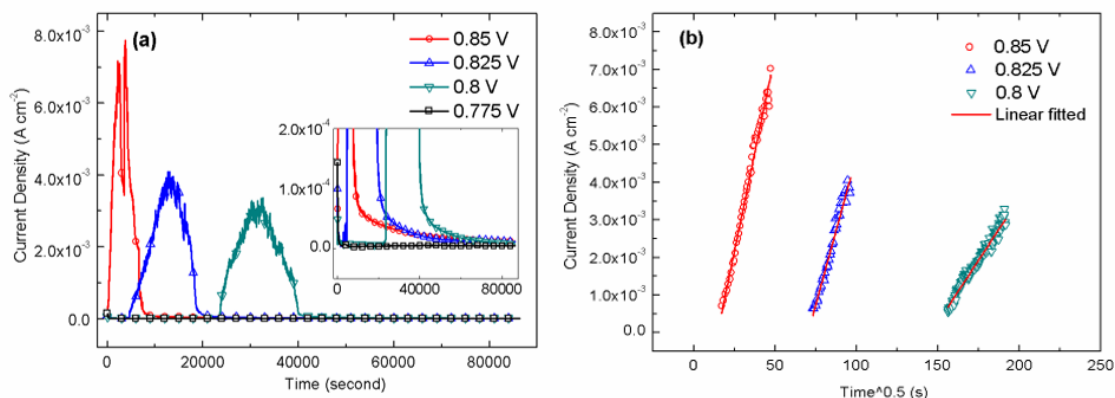 (a)
0.85 V
0.825 V
0.8 V
0.775 V
8.0x10⁻³
6.0x10⁻³
4.0x10⁻³
2.0x10⁻³
0.0
Current Density (A cm⁻²)
0 20000 40000 60000 80000
Time (second)
2.0x10⁻⁴
1.0x10⁻⁴
0.0
0 40000 80000
(b)
0.85 V
0.825 V
0.8 V
Linear fitted
8.0x10⁻³
7.0x10⁻³
6.0x10⁻³
5.0x10⁻³
4.0x10⁻³
3.0x10⁻³
2.0x10⁻³
1.0x10⁻³
0.0
Current Density (A cm⁻²)
0 50 100 150 200 250
Time^0.5 (s)